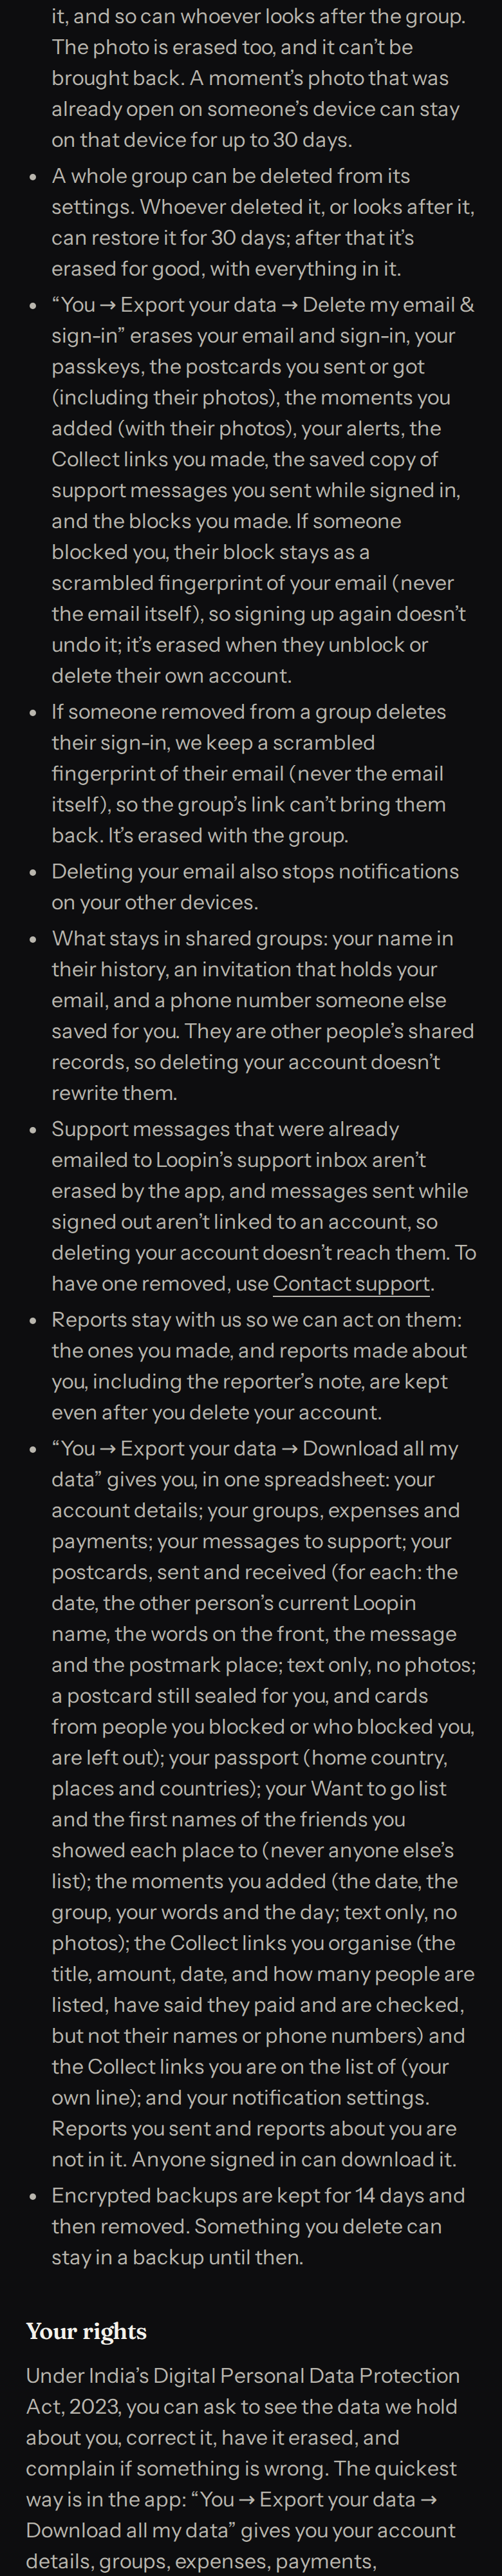 it, and so can whoever looks after the group.
The photo is erased too, and it can’t be
brought back. A moment’s photo that was
already open on someone’s device can stay
on that device for up to 30 days.
• A whole group can be deleted from its
settings. Whoever deleted it, or looks after it,
can restore it for 30 days; after that it’s
erased for good, with everything in it.
• “You → Export your data → Delete my email &
sign-in” erases your email and sign-in, your
passkeys, the postcards you sent or got
(including their photos), the moments you
added (with their photos), your alerts, the
Collect links you made, the saved copy of
support messages you sent while signed in,
and the blocks you made. If someone
blocked you, their block stays as a
scrambled fingerprint of your email (never
the email itself), so signing up again doesn’t
undo it; it’s erased when they unblock or
delete their own account.
• If someone removed from a group deletes
their sign-in, we keep a scrambled
fingerprint of their email (never the email
itself), so the group’s link can’t bring them
back. It’s erased with the group.
• Deleting your email also stops notifications
on your other devices.
• What stays in shared groups: your name in
their history, an invitation that holds your
email, and a phone number someone else
saved for you. They are other people’s shared
records, so deleting your account doesn’t
rewrite them.
• Support messages that were already
emailed to Loopin’s support inbox aren’t
erased by the app, and messages sent while
signed out aren’t linked to an account, so
deleting your account doesn’t reach them. To
have one removed, use Contact support.
• Reports stay with us so we can act on them:
the ones you made, and reports made about
you, including the reporter’s note, are kept
even after you delete your account.
• “You → Export your data → Download all my
data” gives you, in one spreadsheet: your
account details; your groups, expenses and
payments; your messages to support; your
postcards, sent and received (for each: the
date, the other person’s current Loopin
name, the words on the front, the message
and the postmark place; text only, no photos;
a postcard still sealed for you, and cards
from people you blocked or who blocked you,
are left out); your passport (home country,
places and countries); your Want to go list
and the first names of the friends you
showed each place to (never anyone else’s
list); the moments you added (the date, the
group, your words and the day; text only, no
photos); the Collect links you organise (the
title, amount, date, and how many people are
listed, have said they paid and are checked,
but not their names or phone numbers) and
the Collect links you are on the list of (your
own line); and your notification settings.
Reports you sent and reports about you are
not in it. Anyone signed in can download it.
• Encrypted backups are kept for 14 days and
then removed. Something you delete can
stay in a backup until then.
Your rights
Under India’s Digital Personal Data Protection
Act, 2023, you can ask to see the data we hold
about you, correct it, have it erased, and
complain if something is wrong. The quickest
way is in the app: “You → Export your data →
Download all my data” gives you your account
details, groups, expenses, payments,